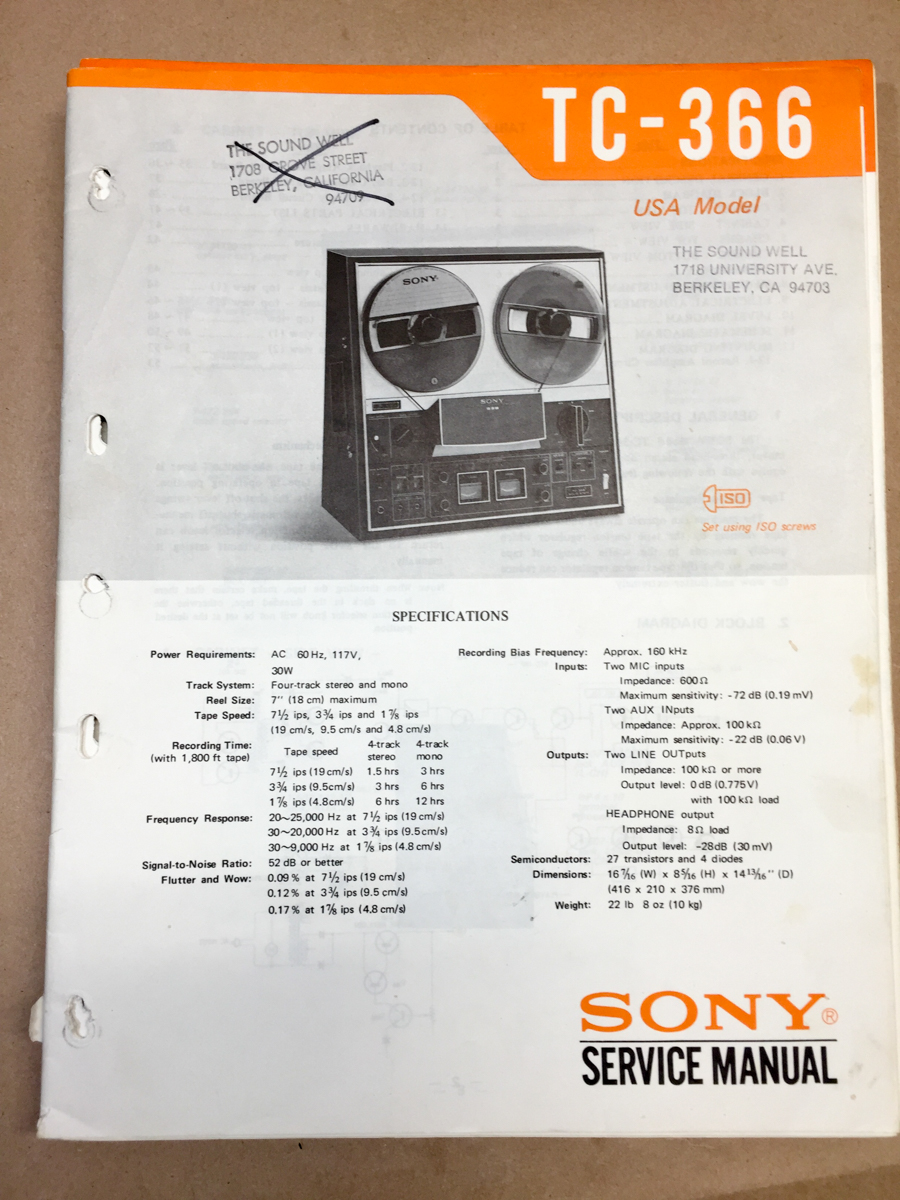 TC-366
USA Model
THE SOUND WELL
1708 GROVE STREET
BERKELEY, CALIFORNIA
94709
THE SOUND WELL
1718 UNIVERSITY AVE,
BERKELEY, CA 94703
SONY
SONY
ISO
Set using ISO screws
SPECIFICATIONS
Power Requirements: AC 60 Hz, 117V,
30W
Track System: Four-track stereo and mono
Reel Size: 7" (18 cm) maximum
Tape Speed: 7½ ips, 3¾ ips and 1⅞ ips
(19 cm/s, 9.5 cm/s and 4.8 cm/s)
Recording Time: (with 1,800 ft tape)
Tape speed 4-track stereo 4-track mono
7½ ips (19 cm/s) 1.5 hrs 3 hrs
3¾ ips (9.5cm/s) 3 hrs 6 hrs
1⅞ ips (4.8cm/s) 6 hrs 12 hrs
Frequency Response: 20~25,000 Hz at 7½ ips (19 cm/s)
30~20,000 Hz at 3¾ ips (9.5cm/s)
30~9,000 Hz at 1⅞ ips (4.8 cm/s)
Signal-to-Noise Ratio: 52 dB or better
Flutter and Wow: 0.09% at 7½ ips (19 cm/s)
0.12% at 3¾ ips (9.5 cm/s)
0.17% at 1⅞ ips (4.8 cm/s)
Recording Bias Frequency: Approx. 160 kHz
Inputs: Two MIC inputs
Impedance: 600Ω
Maximum sensitivity: -72 dB (0.19 mV)
Two AUX INputs
Impedance: Approx. 100 kΩ
Maximum sensitivity: -22 dB (0.06 V)
Outputs: Two LINE OUTputs
Impedance: 100 kΩ or more
Output level: 0 dB (0.775V)
with 100 kΩ load
HEADPHONE output
Impedance: 8Ω load
Output level: -28dB (30 mV)
Semiconductors: 27 transistors and 4 diodes
Dimensions: 16 7/16 (W) x 8 5/16 (H) x 14 13/16" (D)
(416 x 210 x 376 mm)
Weight: 22 lb 8 oz (10 kg)
SONY®
SERVICE MANUAL